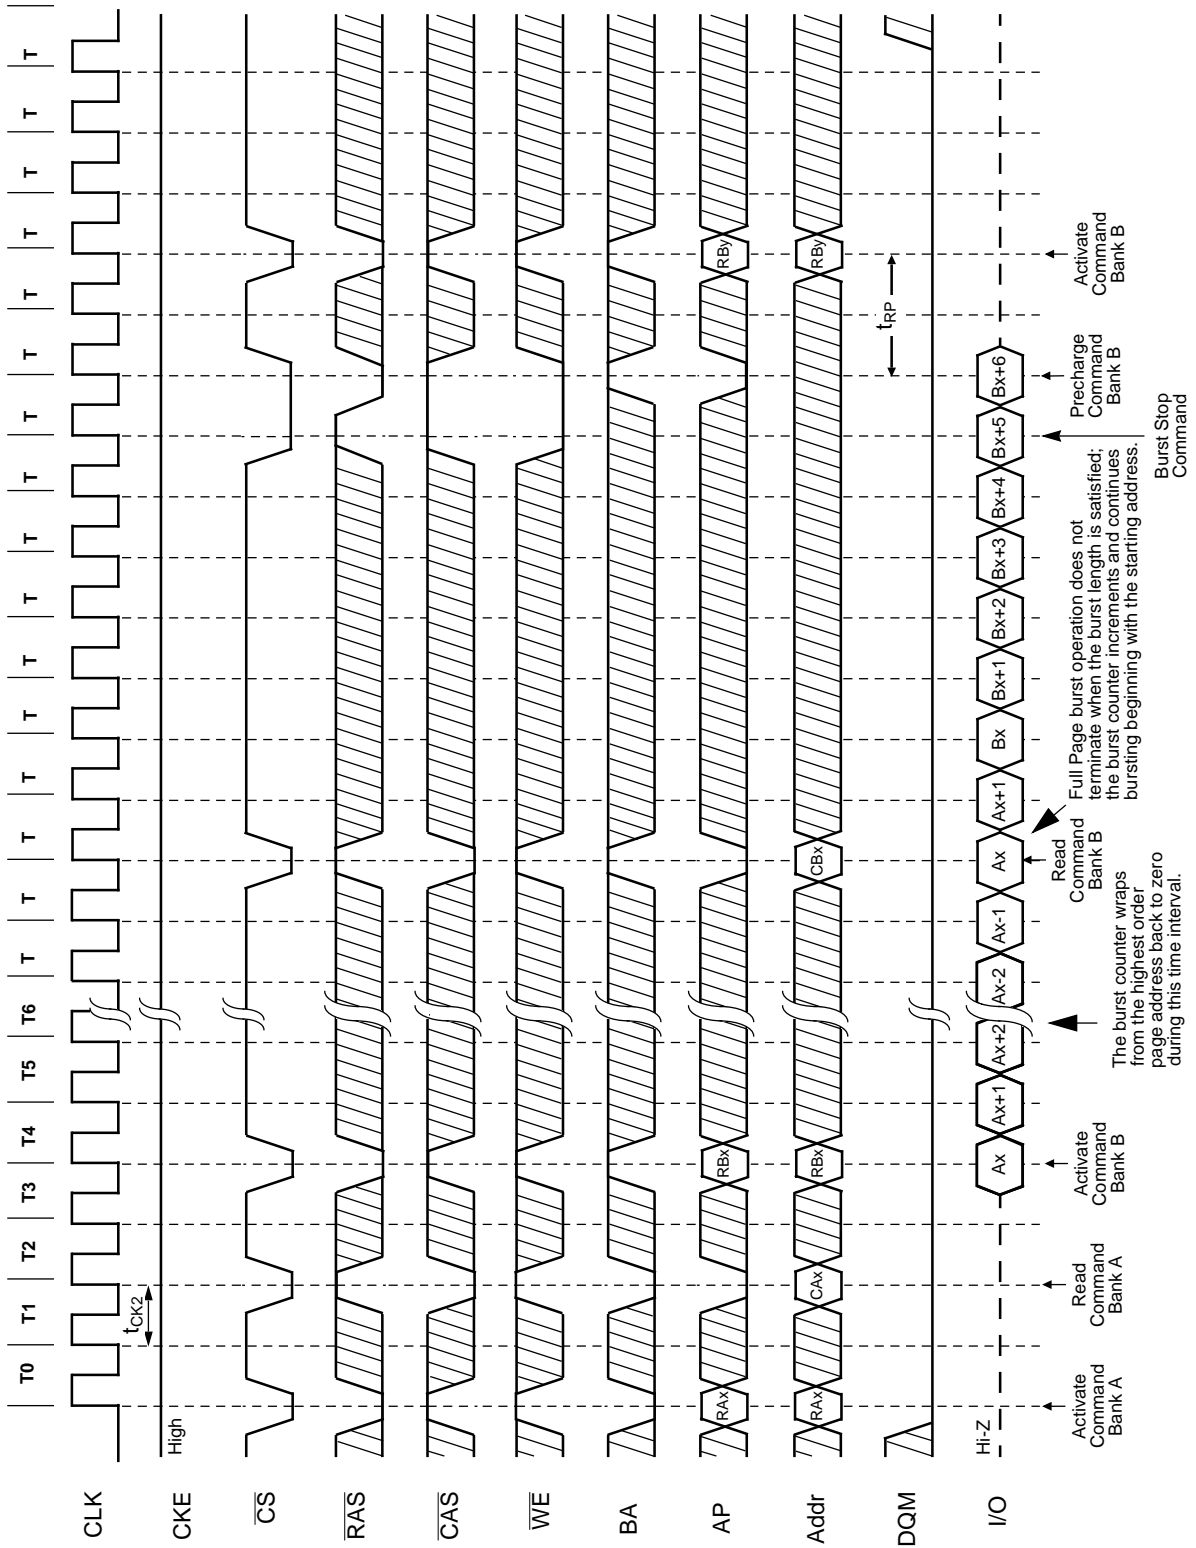 T0 T1 T2 T3 T4 T5 T6 T T T T T T T T T T T T T T T T
CLK
tCK2
CKE
High
CS
RAS
CAS
WE
BA
AP
RAx RBx RBy
Addr
RAx CAx RBx CBx RBy
DQM
tRP
I/O
Hi-Z
Ax Ax+1 Ax+2 Ax-2 Ax-1 Ax Ax+1 Bx Bx+1 Bx+2 Bx+3 Bx+4 Bx+5 Bx+6
Activate
Command
Bank A
Read
Command
Bank A
Activate
Command
Bank B
The burst counter wraps
from the highest order
page address back to zero
during this time interval.
Read
Command
Bank B
Full Page burst operation does not
terminate when the burst length is satisfied;
the burst counter increments and continues
bursting beginning with the starting address.
Burst Stop
Command
Precharge
Command
Bank B
Activate
Command
Bank B